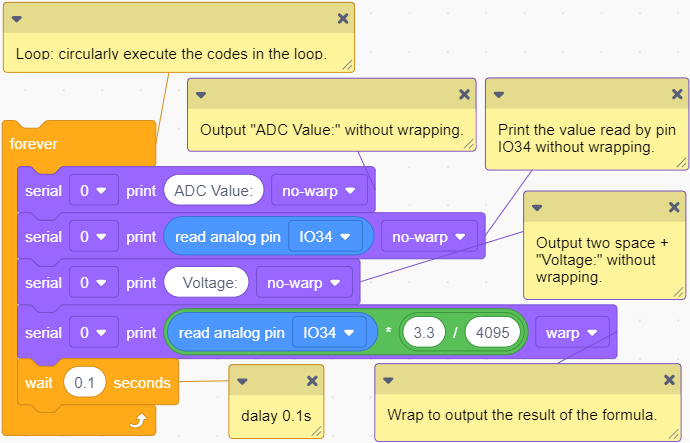 Loop: circularly execute the codes in the loop.
Output "ADC Value:" without wrapping.
Print the value read by pin
IO34 without wrapping.
forever
serial 0 print ADC Value: no-warp
serial 0 print read analog pin IO34 no-warp
Output two space +
"Voltage:" without
wrapping.
serial 0 print Voltage: no-warp
serial 0 print read analog pin IO34 * 3.3 / 4095 warp
wait 0.1 seconds
dalay 0.1s
Wrap to output the result of the formula.